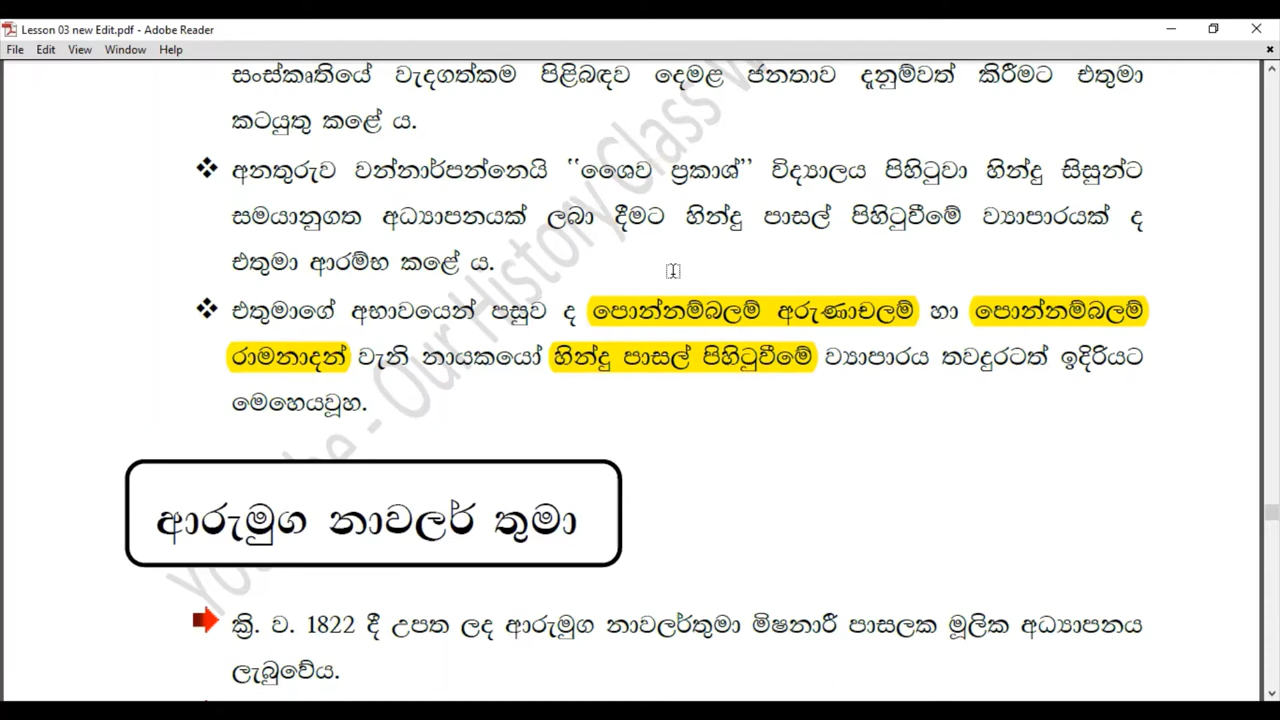 Lesson 03 new Edit.pdf - Adobe Reader
File Edit View Window Help
සංස්කෘතියේ වැදගත්කම පිළිබඳව දෙමළ ජනතාව දැනුම්වත් කිරීමට එතුමා
කටයුතු කළේ ය.
❖ අනතුරුව වන්නාර්පන්නෙයි ‘‘ශෛව ප්‍රකාශ්’’ විද්‍යාලය පිහිටුවා හින්දු සිසුන්ට
සමයානුගත අධ්‍යාපනයක් ලබා දීමට හින්දු පාසල් පිහිටුවීමේ ව්‍යාපාරයක් ද
එතුමා ආරම්භ කළේ ය.
❖ එතුමාගේ අභාවයෙන් පසුව ද පොන්නම්බලම් අරුණාචලම් හා පොන්නම්බලම්
රාමනාදන් වැනි නායකයෝ හින්දු පාසල් පිහිටුවීමේ ව්‍යාපාරය තවදුරටත් ඉදිරියට
මෙහෙයවූහ.
ආරුමුග නාවලර් තුමා
ක්‍රි. ව. 1822 දී උපත ලද ආරුමුග නාවලර්තුමා මිෂනාරී පාසලක මූලික අධ්‍යාපනය
ලැබුවේය.
- Our History Class